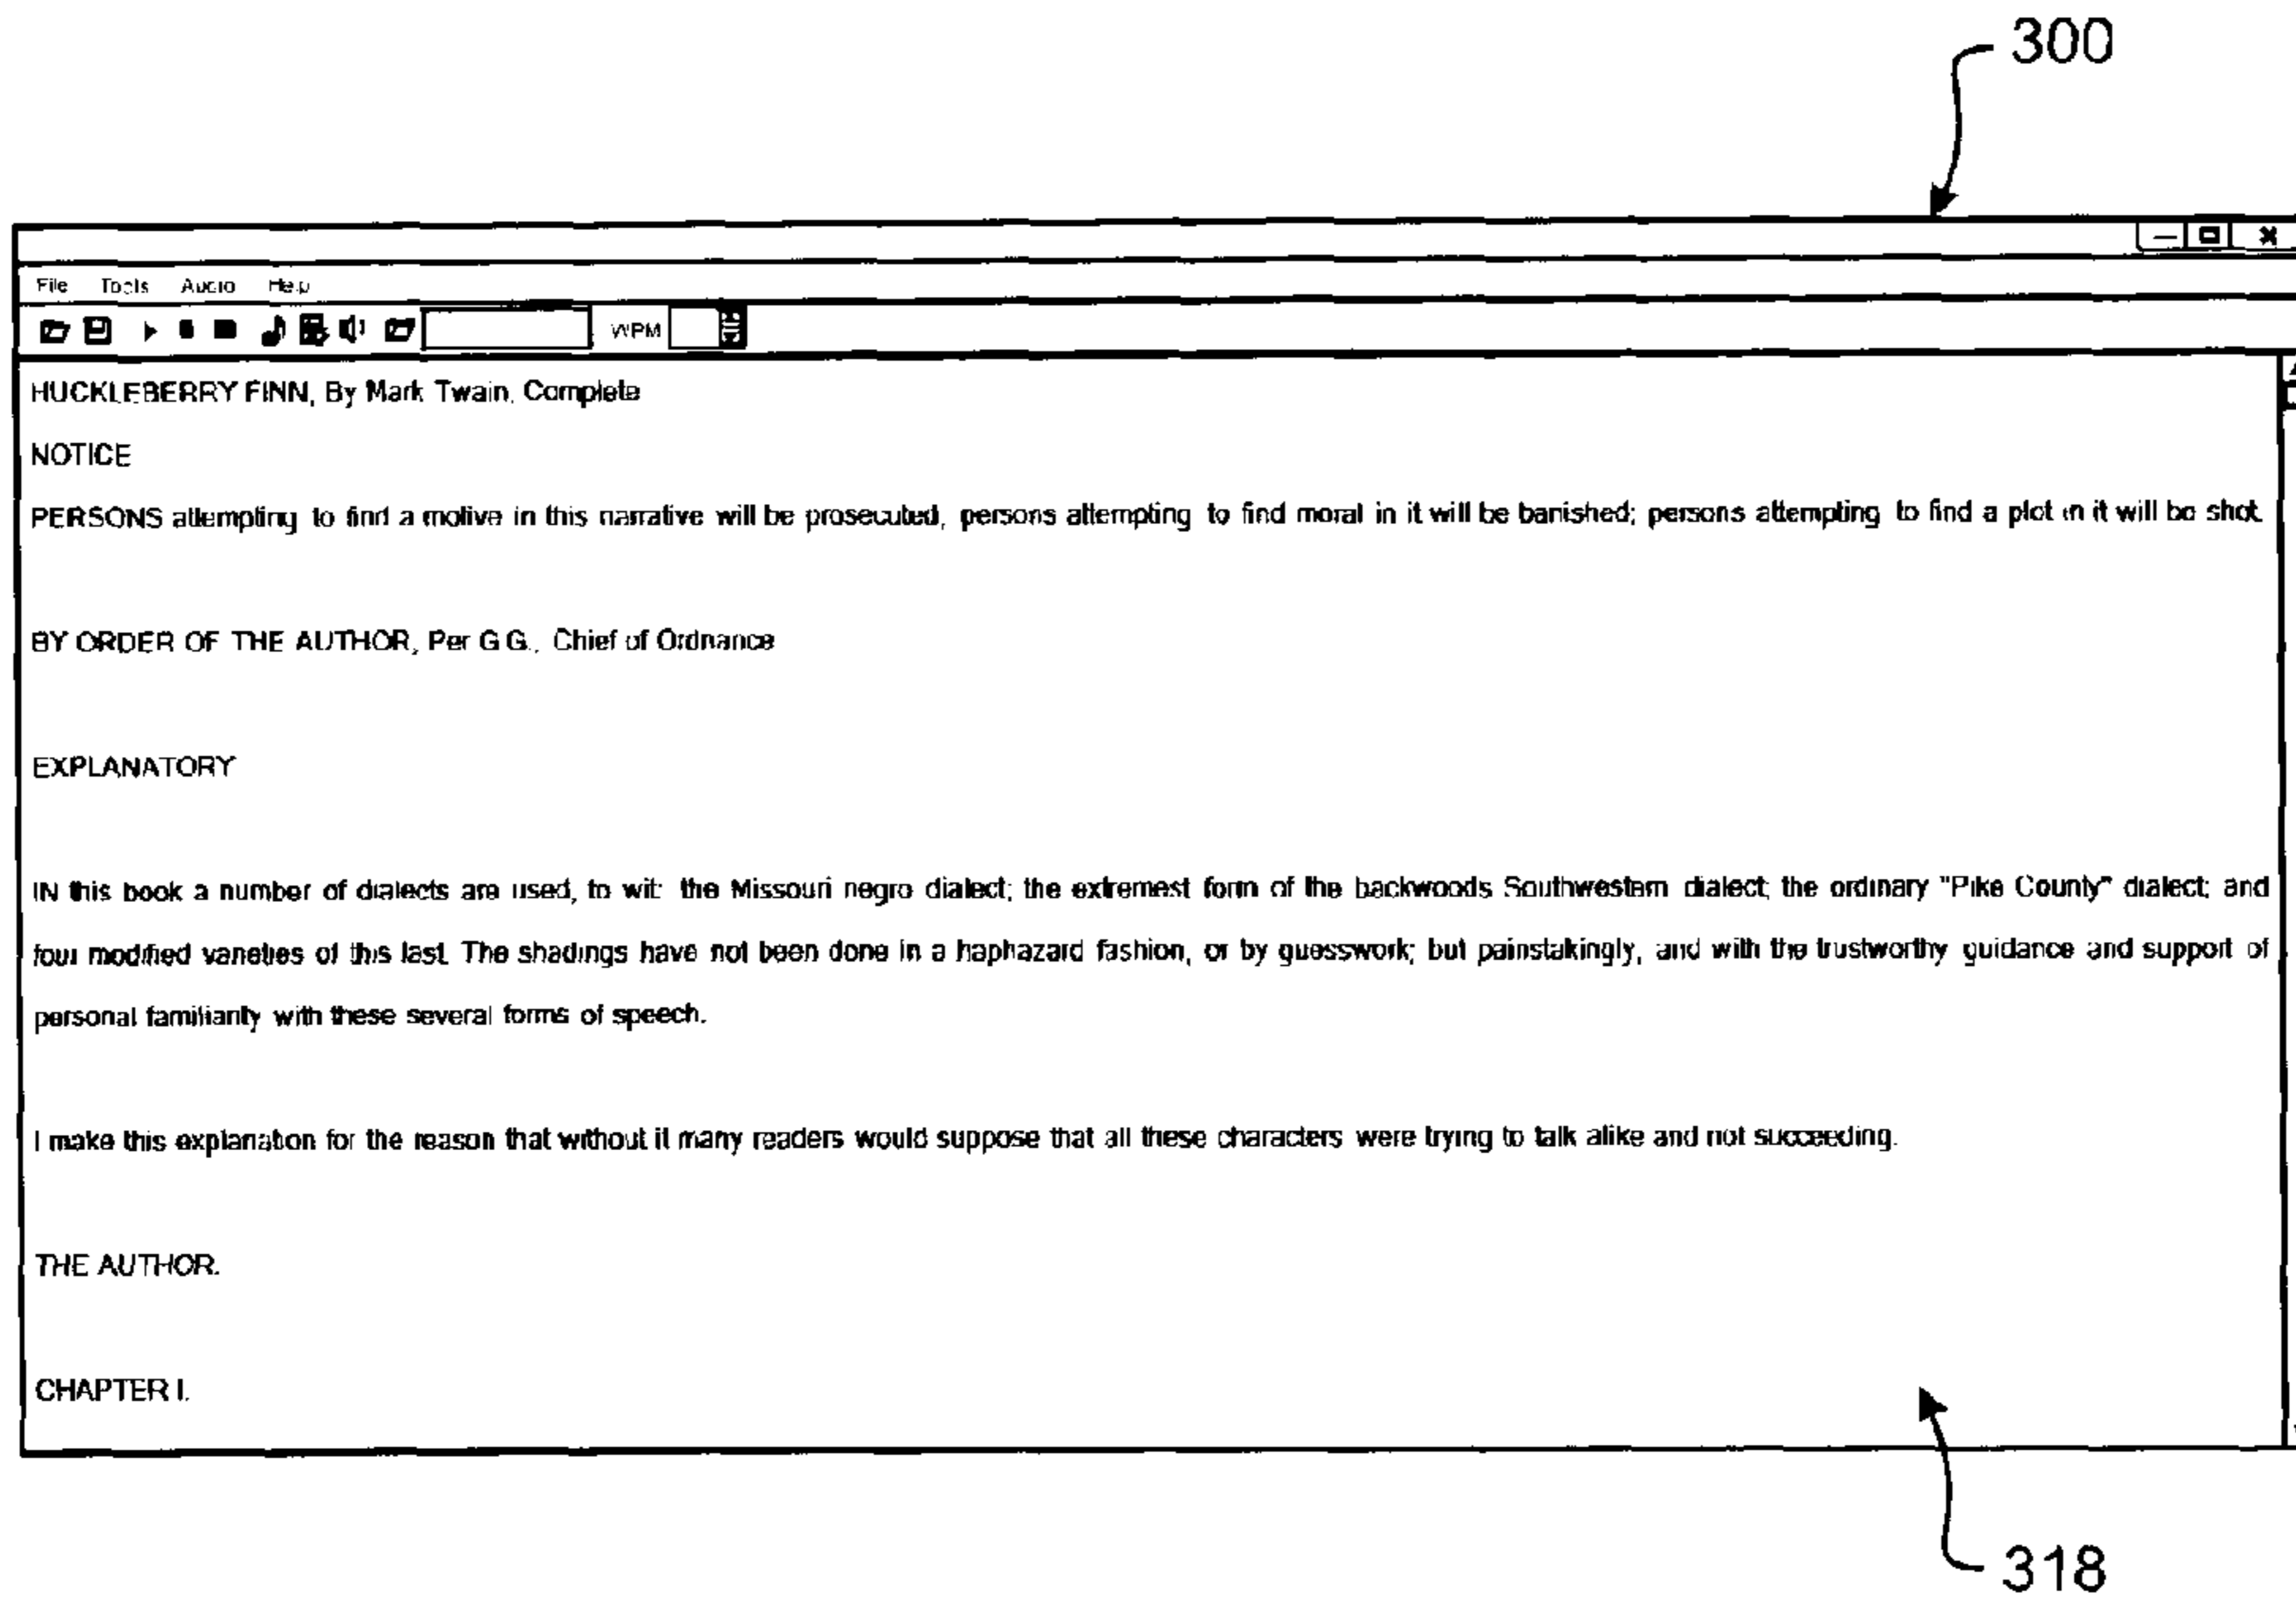 300
File Tools Audio Help
WPM
HUCKLEBERRY FINN, By Mark Twain, Complete
NOTICE
PERSONS attempting to find a motive in this narrative will be prosecuted, persons attempting to find moral in it will be banished; persons attempting to find a plot in it will be shot.
BY ORDER OF THE AUTHOR, Per G.G., Chief of Ordnance
EXPLANATORY
IN this book a number of dialects are used, to wit: the Missouri negro dialect; the extremest form of the backwoods Southwestern dialect; the ordinary "Pike County" dialect; and
four modified varieties of this last. The shadings have not been done in a haphazard fashion, or by guesswork; but painstakingly, and with the trustworthy guidance and support of
personal familiarity with these several forms of speech.
I make this explanation for the reason that without it many readers would suppose that all these characters were trying to talk alike and not succeeding.
THE AUTHOR.
CHAPTER I.
318